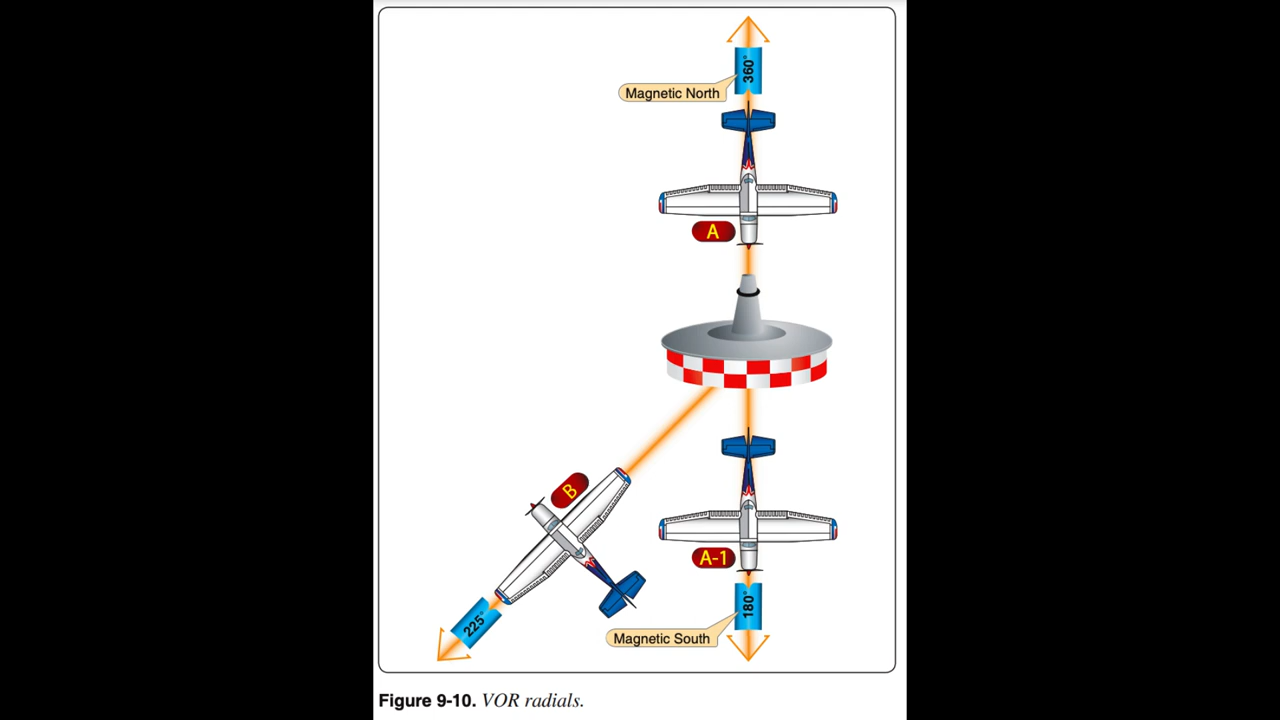 360°
Magnetic North
A
B
A-1
225°
180°
Magnetic South
Figure 9-10. VOR radials.